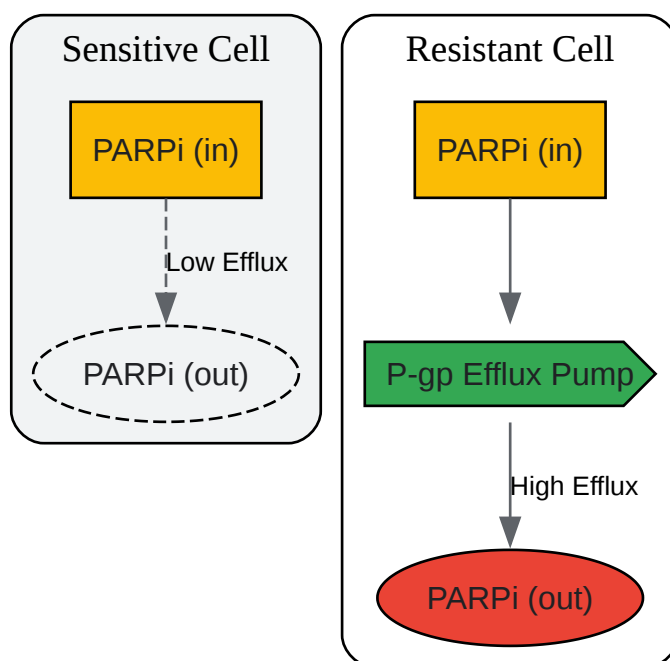 Sensitive Cell
PARPi (in)
Low Efflux
PARPi (out)
Resistant Cell
PARPi (in)
P-gp Efflux Pump
High Efflux
PARPi (out)